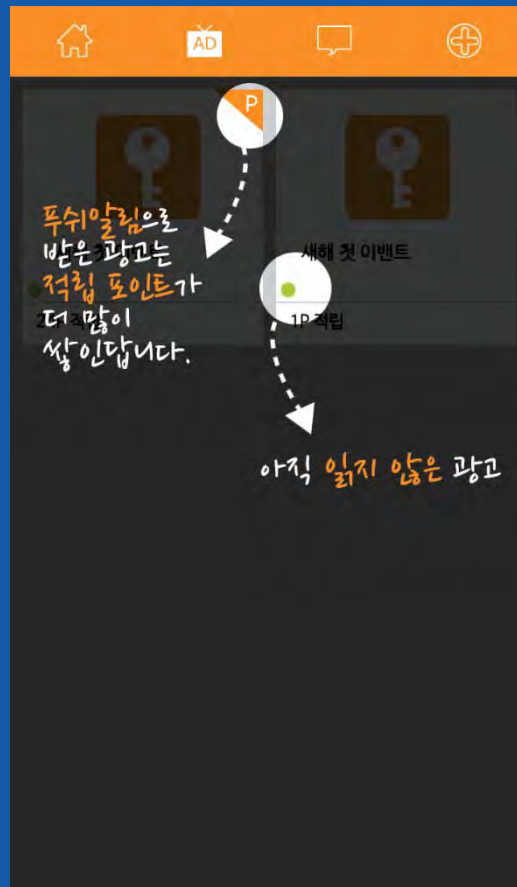 AD
P
푸쉬알림으로
받은 광고는
적립 포인트가
더 많이
쌓인답니다.
새해 첫 이벤트
1P 적립
아직 읽지 않은 광고